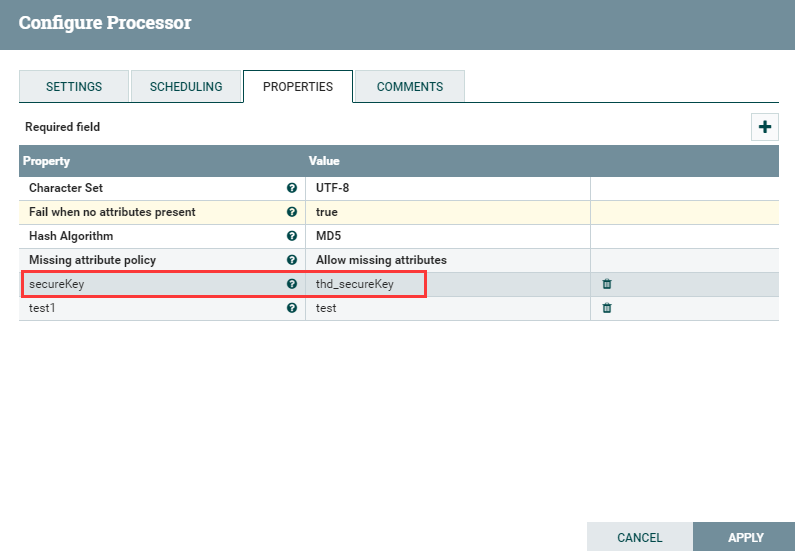 Configure Processor
SETTINGS SCHEDULING PROPERTIES COMMENTS
Required field
Property Value
Character Set UTF-8
Fail when no attributes present true
Hash Algorithm MD5
Missing attribute policy Allow missing attributes
secureKey thd_secureKey
test1 test
CANCEL APPLY